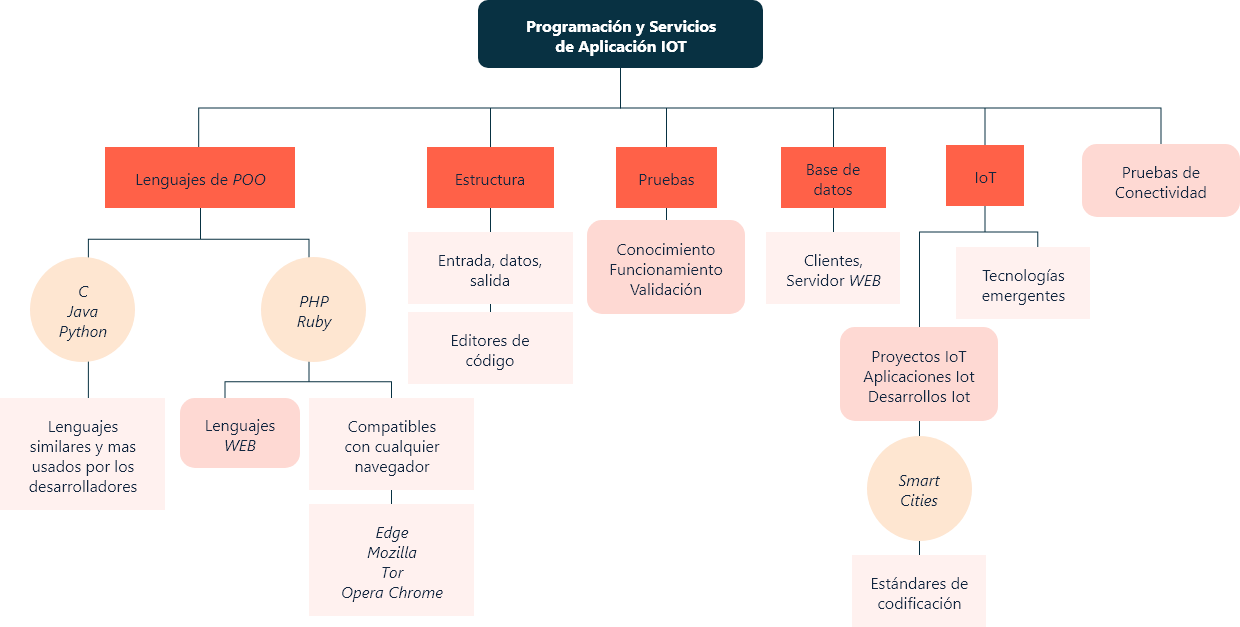 Programación y Servicios
de Aplicación IOT
Lenguajes de POO
Estructura
Pruebas
Base de
datos
IoT
Pruebas de
Conectividad
C
Java
Python
PHP
Ruby
Entrada, datos,
salida
Editores de
código
Conocimiento
Funcionamiento
Validación
Clientes,
Servidor WEB
Tecnologías
emergentes
Proyectos IoT
Aplicaciones Iot
Desarrollos Iot
Lenguajes
similares y mas
usados por los
desarrolladores
Lenguajes
WEB
Compatibles
con cualquier
navegador
Edge
Mozilla
Tor
Opera Chrome
Smart
Cities
Estándares de
codificación